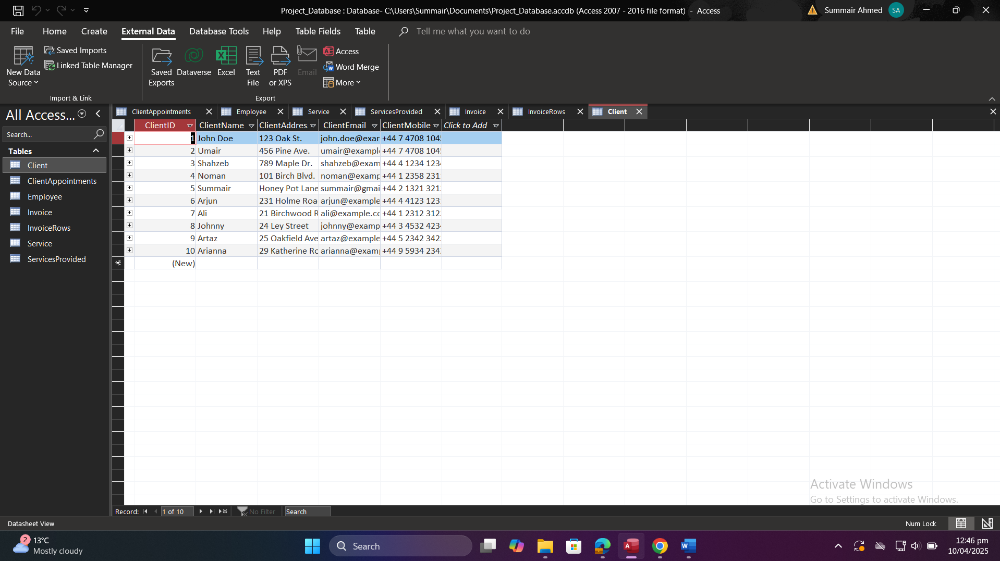 Project_Database : Database- C:\Users\Summair\Documents\Project_Database.accdb (Access 2007 - 2016 file format)  -  Access
Summair Ahmed
SA
File
Home
Create
External Data
Database Tools
Help
Table Fields
Table
Tell me what you want to do
New Data Source
Saved Imports
Linked Table Manager
Import & Link
Saved Exports
Dataverse
Excel
Text File
PDF or XPS
Email
Access
Word Merge
More
Export
All Access...
Search...
Tables
Client
ClientAppointments
Employee
Invoice
InvoiceRows
Service
ServicesProvided
ClientAppointments
Employee
Service
ServicesProvided
Invoice
InvoiceRows
Client
ClientID ClientName ClientAddres ClientEmail ClientMobile Click to Add
1 John Doe 123 Oak St. john.doe@exar +44 7 4708 104
2 Umair 456 Pine Ave. umair@exampl +44 7 4708 104
3 Shahzeb 789 Maple Dr. shahzeb@exam +44 4 1234 123
4 Noman 101 Birch Blvd. noman@examp +44 1 2358 231
5 Summair Honey Pot Lane summair@gmai +44 2 1321 321
6 Arjun 231 Holme Roa arjun@example +44 4 4123 123
7 Ali 21 Birchwood R ali@example.co +44 1 2312 312
8 Johnny 24 Ley Street johnny@examp +44 3 4532 423
9 Artaz 25 Oakfield Ave artaz@example +44 5 2342 342
10 Arianna 29 Katherine Ro arianna@exam +44 9 5934 234
(New)
Activate Windows
Go to Settings to activate Windows.
Record: 1 of 10 No Filter Search
Datasheet View
Num Lock
2
13°C
Mostly cloudy
Search
12:46 pm
10/04/2025